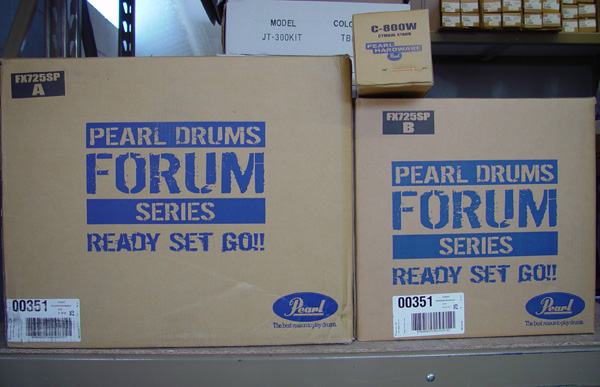 MODEL
JT-300KIT
C-800W
CYMBAL STAND
PEARL HARDWARE
FX725SP
A
PEARL DRUMS
FORUM
SERIES
READY SET GO!!
00351
Pearl
The best reason to play drums.
FX725SP
B
PEARL DRUMS
FORUM
SERIES
READY SET GO!!
00351
Pearl
The best reason to play drums.